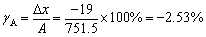 γ_A = Δx/A = −19/751.5 × 100% = −2.53%